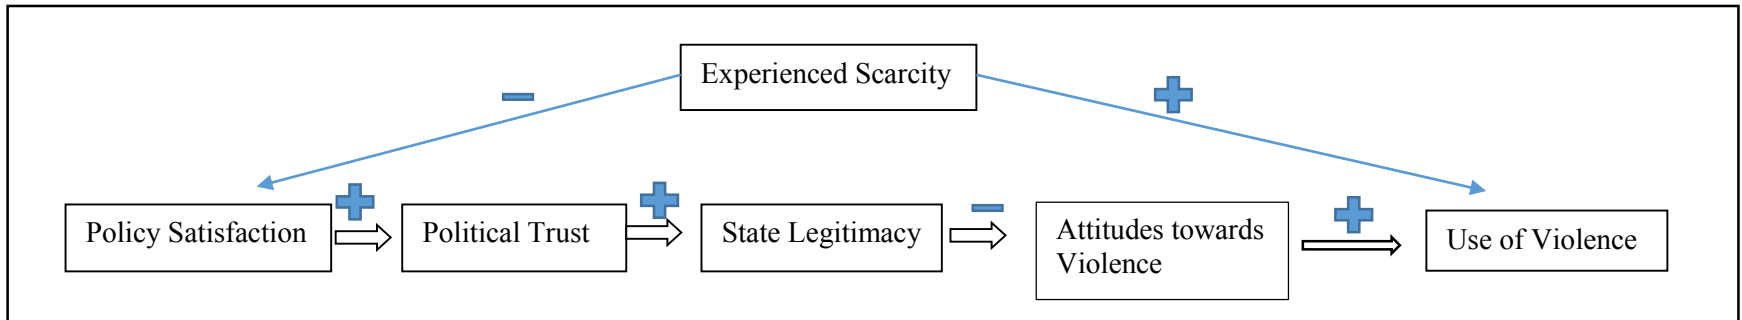 Experienced Scarcity
Policy Satisfaction
Political Trust
State Legitimacy
Attitudes towards
Violence
Use of Violence